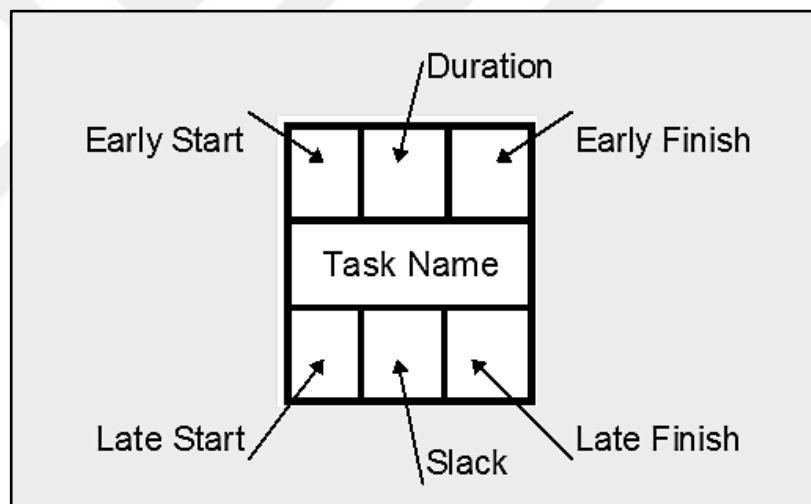 Duration
Early Start
Early Finish
Task Name
Late Start
Slack
Late Finish